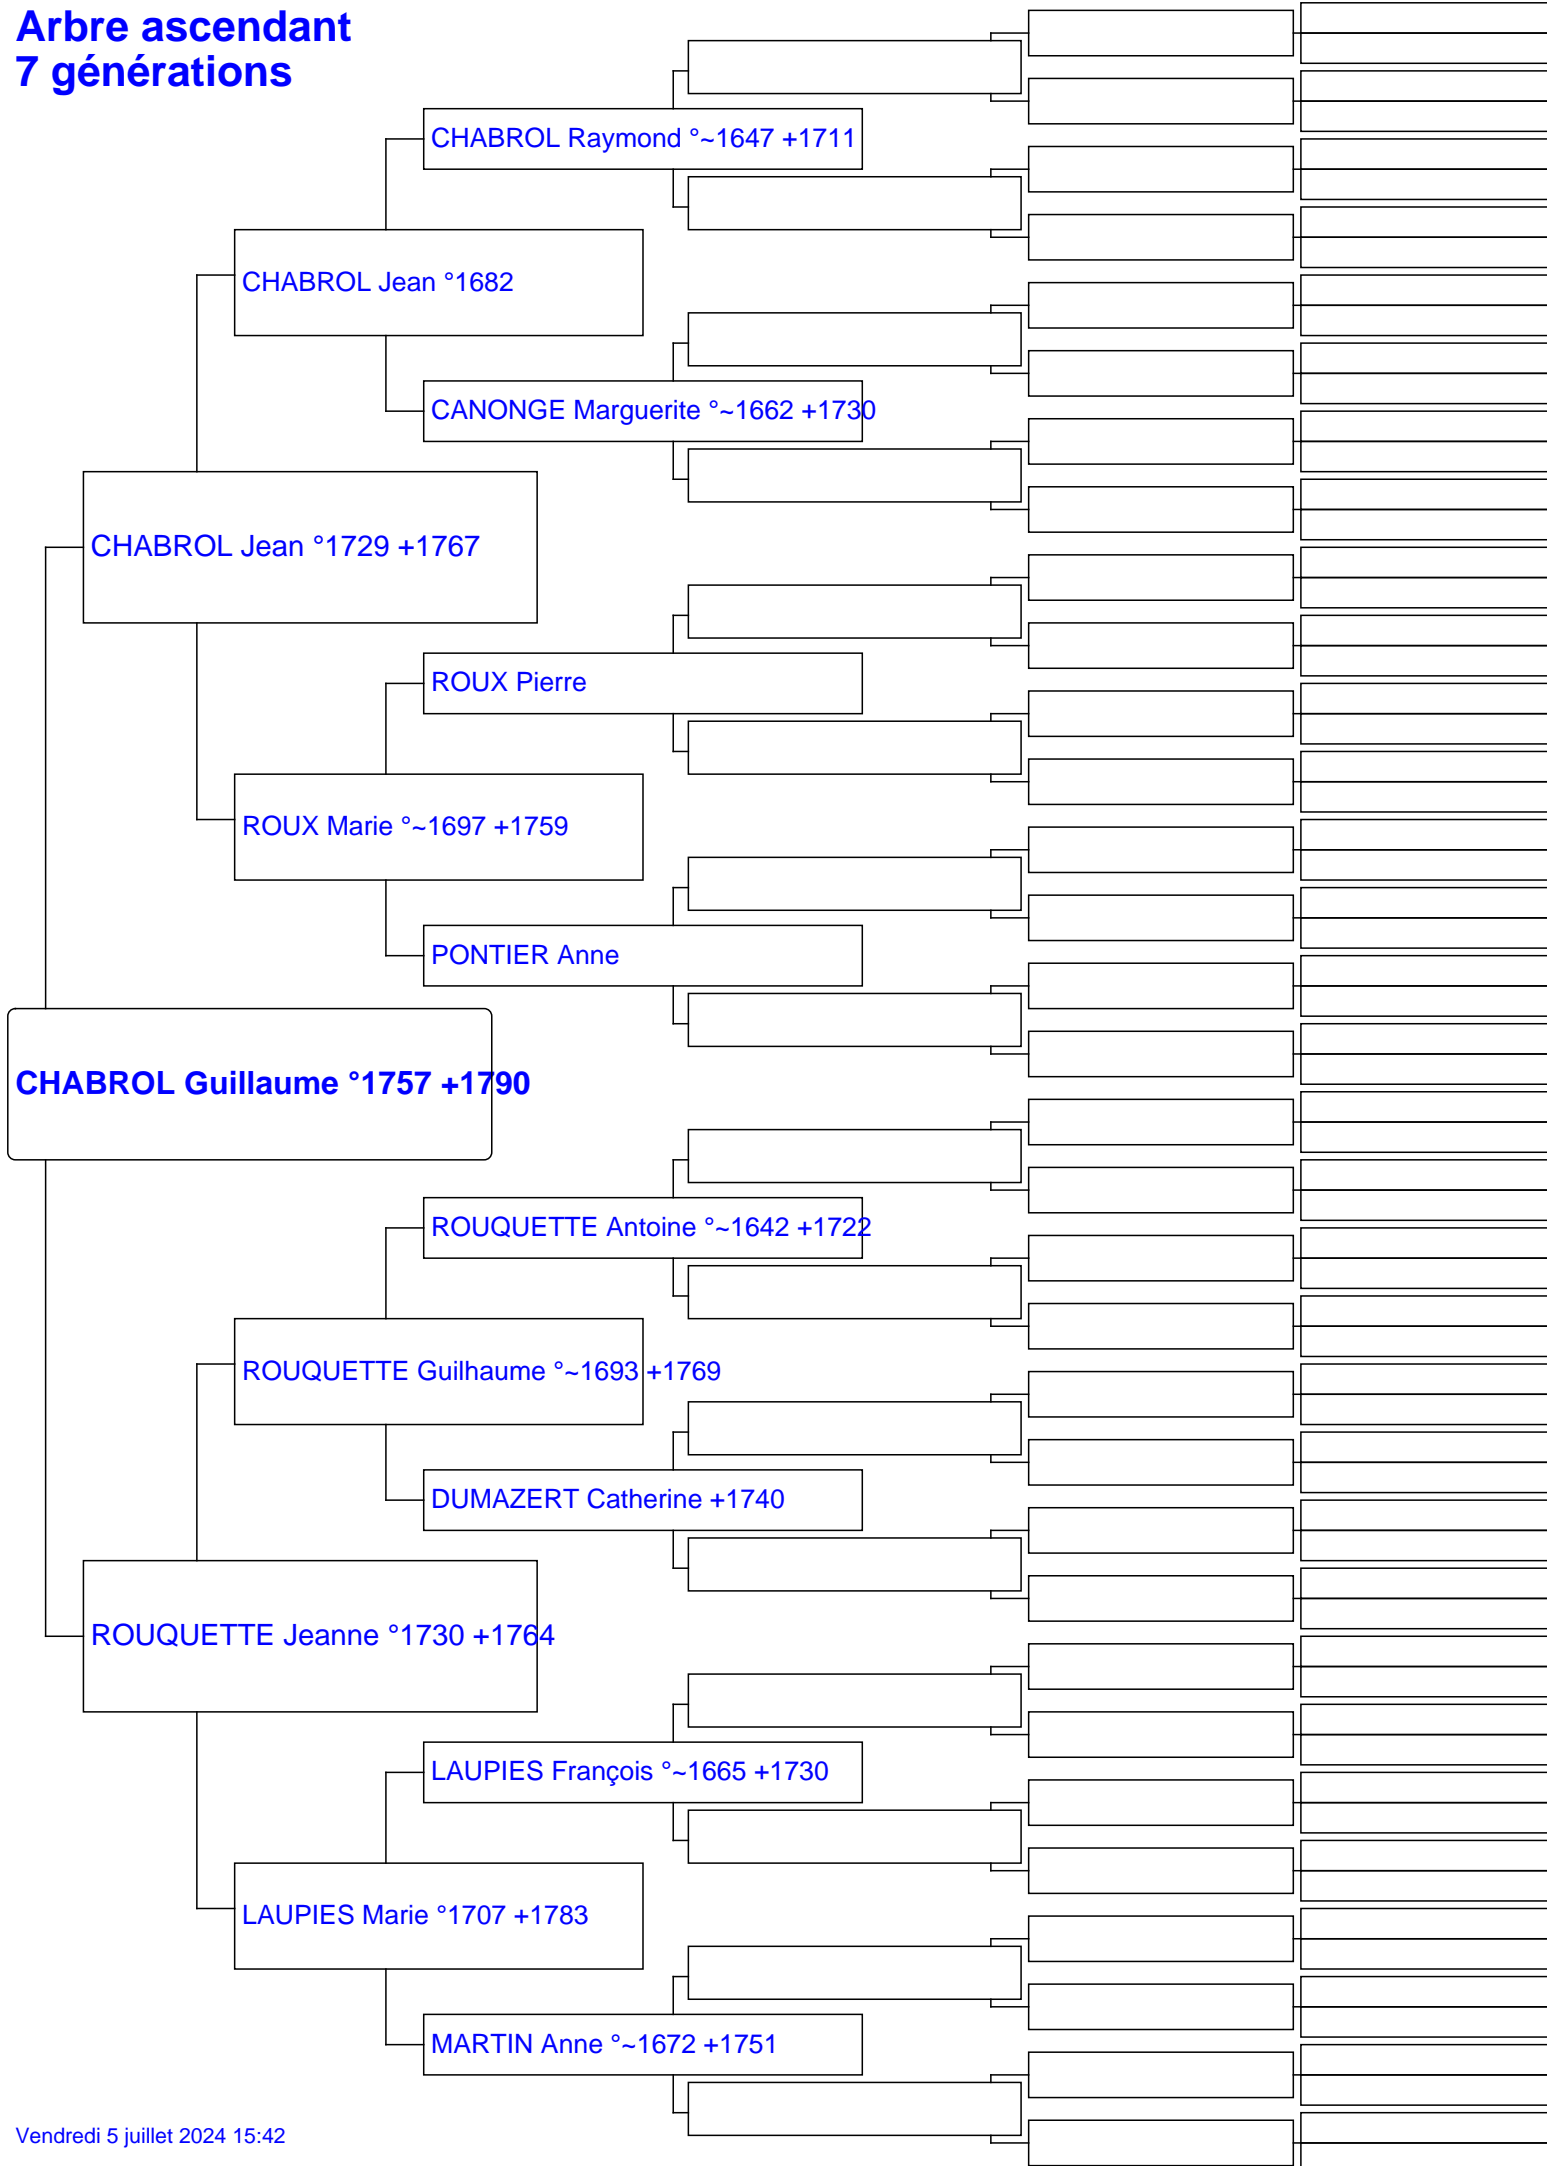 Arbre ascendant
7 générations
CHABROL Raymond °~1647 +1711
CHABROL Jean °1682
CANONGE Marguerite °~1662 +1730
CHABROL Jean °1729 +1767
ROUX Pierre
ROUX Marie °~1697 +1759
PONTIER Anne
CHABROL Guillaume °1757 +1790
ROUQUETTE Antoine °~1642 +1722
ROUQUETTE Guilhaume °~1693 +1769
DUMAZERT Catherine +1740
ROUQUETTE Jeanne °1730 +1764
LAUPIES François °~1665 +1730
LAUPIES Marie °1707 +1783
MARTIN Anne °~1672 +1751
Vendredi 5 juillet 2024 15:42